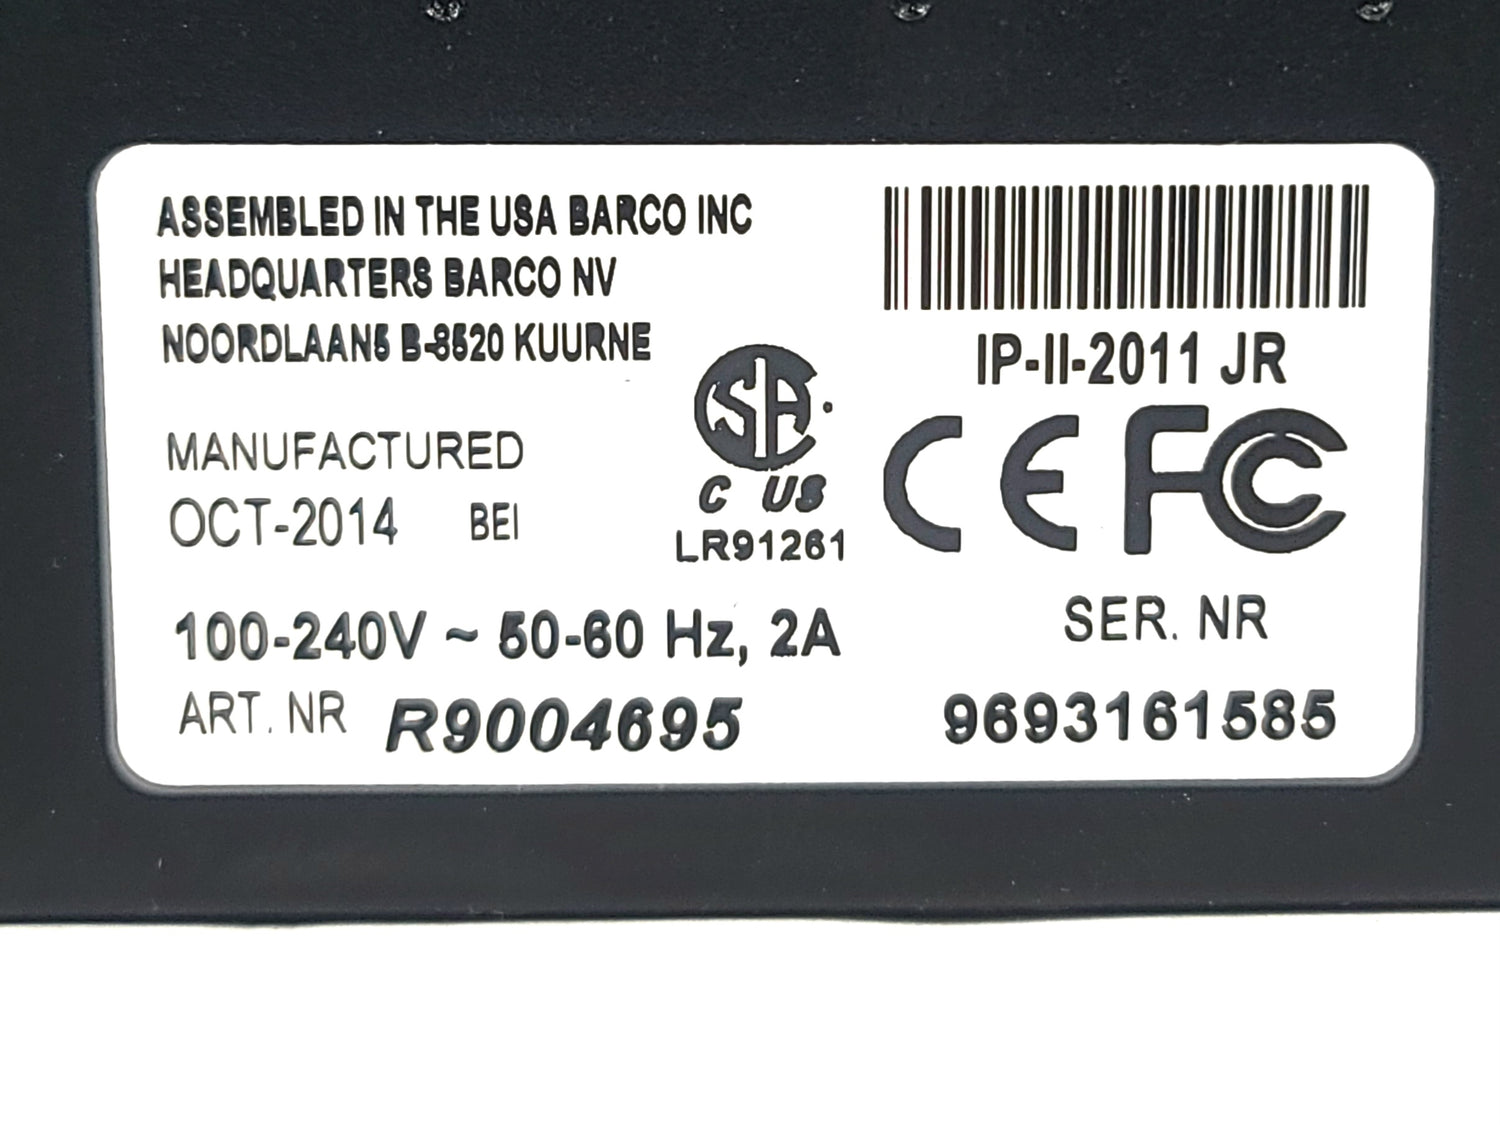 ASSEMBLED IN THE USA BARCO INC
HEADQUARTERS BARCO NV
NOORDLAAN5 B-8520 KUURNE
IP-II-2011 JR
CSA
C US
LR91261
CE FC
MANUFACTURED
OCT-2014 BEI
100-240V ~ 50-60 Hz, 2A
SER. NR
ART. NR R9004695
9693161585